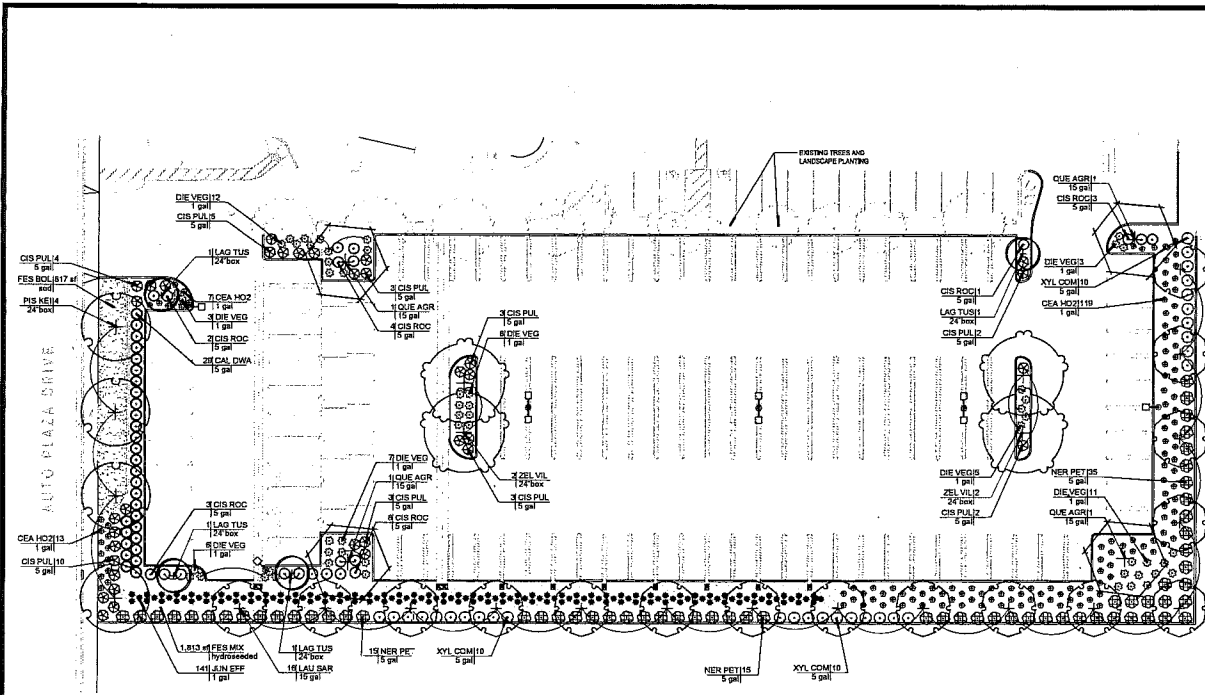 EXISTING TREES AND
LANDSCAPE PLANTING
DIE VEG|12
1 gal
CIS PUL|5
5 gal
CIS PUL|4
5 gal
FES BOL|617 sf
sod
PIS KEI|4
24"box
1|LAG TUS
24"box
7|CEA HO2
1 gal
3|DIE VEG
1 gal
2|CIS ROC
5 gal
29|CAL DWA
5 gal
3|CIS PUL
5 gal
1|QUE AGR
15 gal
4|CIS ROC
5 gal
3|CIS PUL
5 gal
6|DIE VEG
1 gal
QUE AGR|1
15 gal
CIS ROC|3
5 gal
DIE VEG|3
1 gal
XYL COM|10
5 gal
CEA HO2|119
1 gal
CIS ROC|1
5 gal
LAG TUS|1
24"box
CIS PUL|2
5 gal
AUTO PLAZA DRIVE
7|DIE VEG
1 gal
1|QUE AGR
15 gal
3|CIS PUL
5 gal
6|CIS ROC
5 gal
2|ZEL VIL
24"box
3|CIS PUL
5 gal
DIE VEG|5
1 gal
ZEL VIL|2
24"box
CIS PUL|2
5 gal
NER PET|35
5 gal
DIE VEG|11
1 gal
QUE AGR|1
15 gal
3|CIS ROC
5 gal
1|LAG TUS
24"box
6|DIE VEG
1 gal
CEA HO2|13
1 gal
CIS PUL|10
5 gal
1,813 sf|FES MIX
hydroseeded
141|JUN EFF
1 gal
1|LAG TUS
24"box
16|LAU SAR
15 gal
15|NER PET
5 gal
XYL COM|10
5 gal
NER PET|15
5 gal
XYL COM|10
5 gal